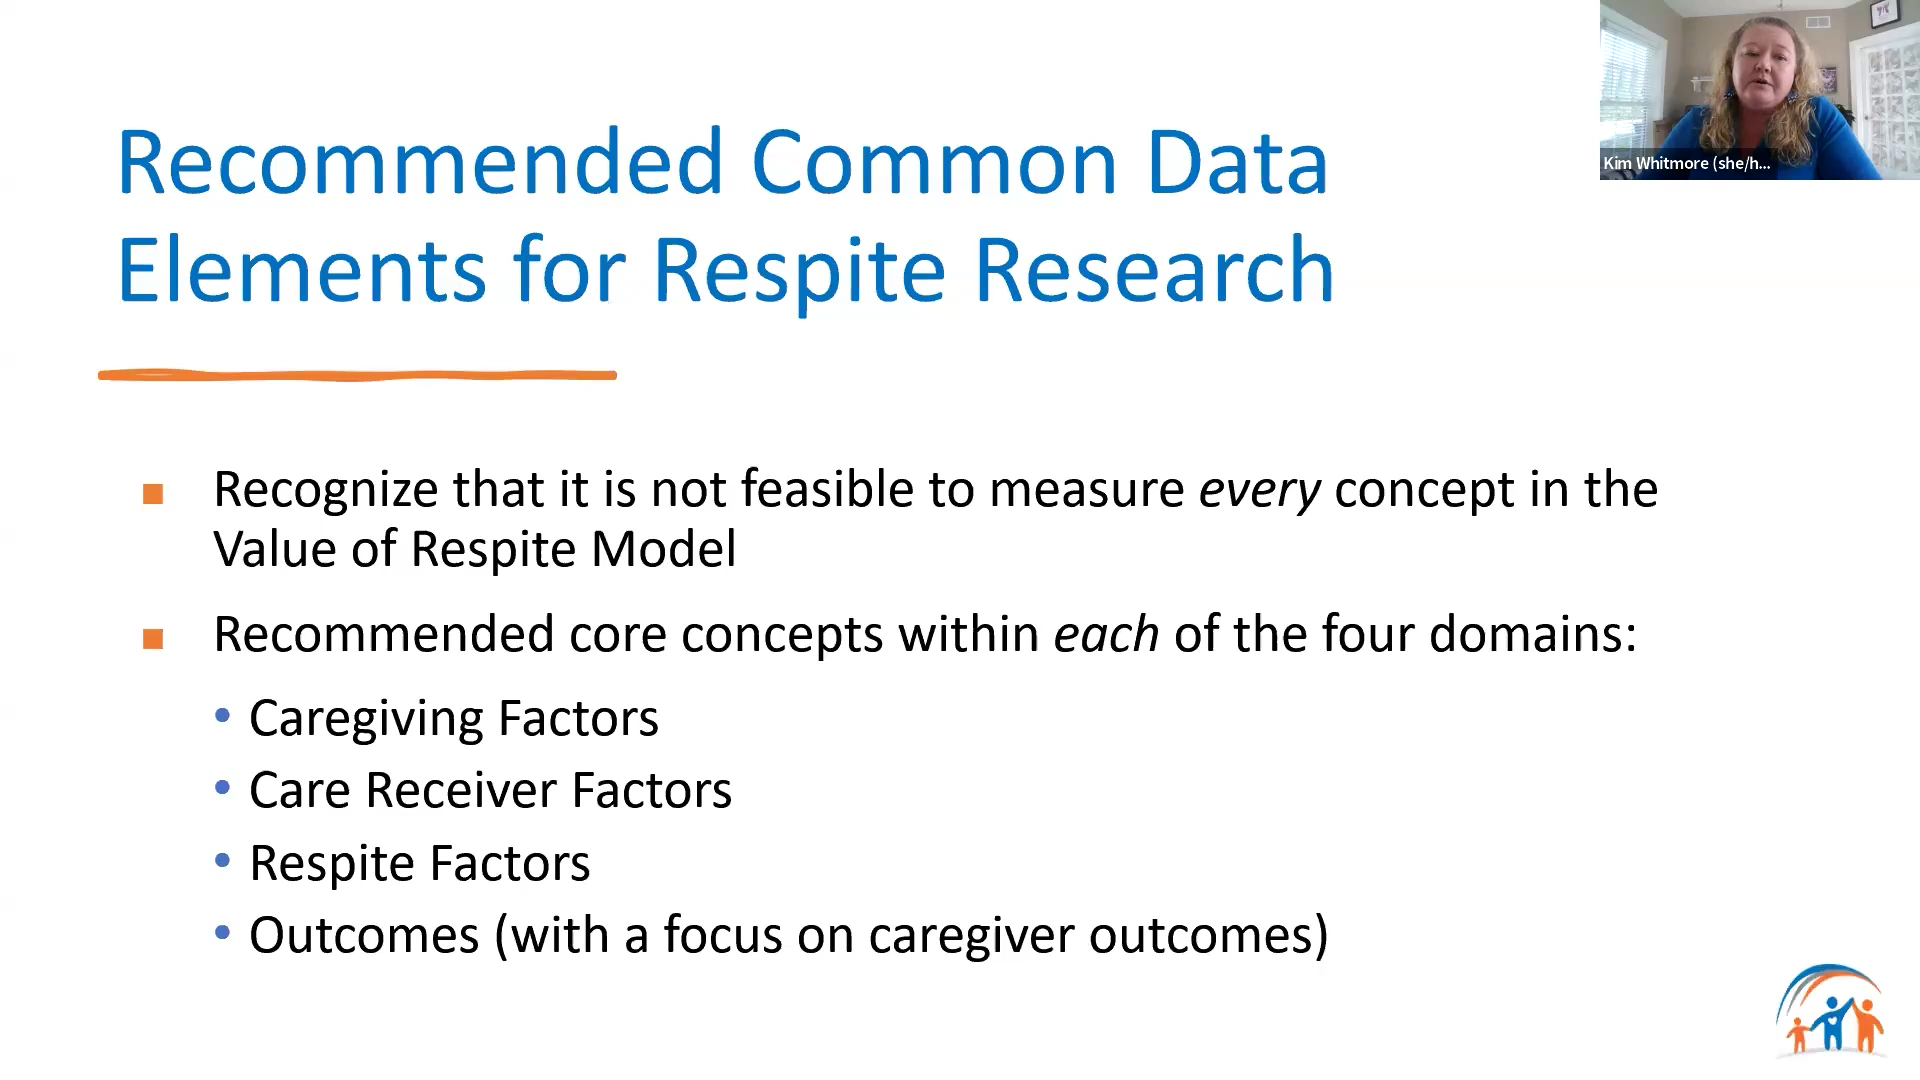 Recommended Common Data
Elements for Respite Research
Kim Whitmore (she/h...
Recognize that it is not feasible to measure every concept in the
Value of Respite Model
Recommended core concepts within each of the four domains:
Caregiving Factors
Care Receiver Factors
Respite Factors
Outcomes (with a focus on caregiver outcomes)